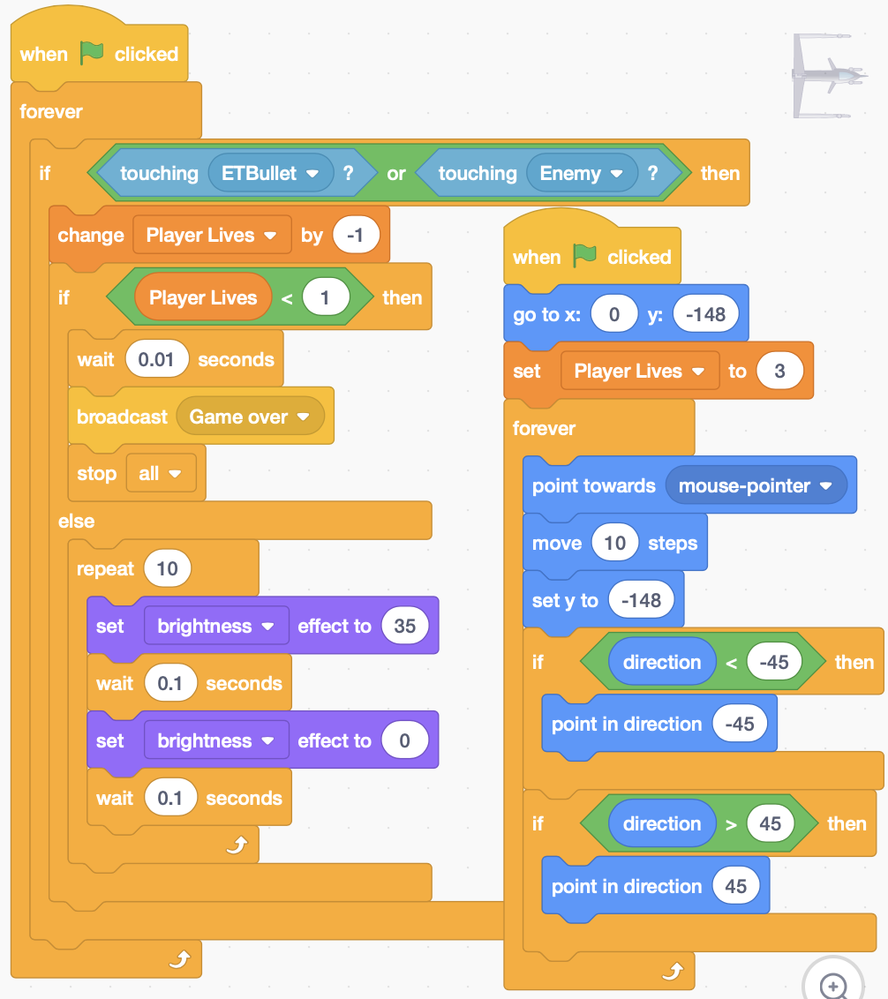 when clicked
forever
if touching ETBullet ? or touching Enemy ? then
change Player Lives by -1
if Player Lives < 1 then
wait 0.01 seconds
broadcast Game over
stop all
else
repeat 10
set brightness effect to 35
wait 0.1 seconds
set brightness effect to 0
wait 0.1 seconds
when clicked
go to x: 0 y: -148
set Player Lives to 3
forever
point towards mouse-pointer
move 10 steps
set y to -148
if direction < -45 then
point in direction -45
if direction > 45 then
point in direction 45